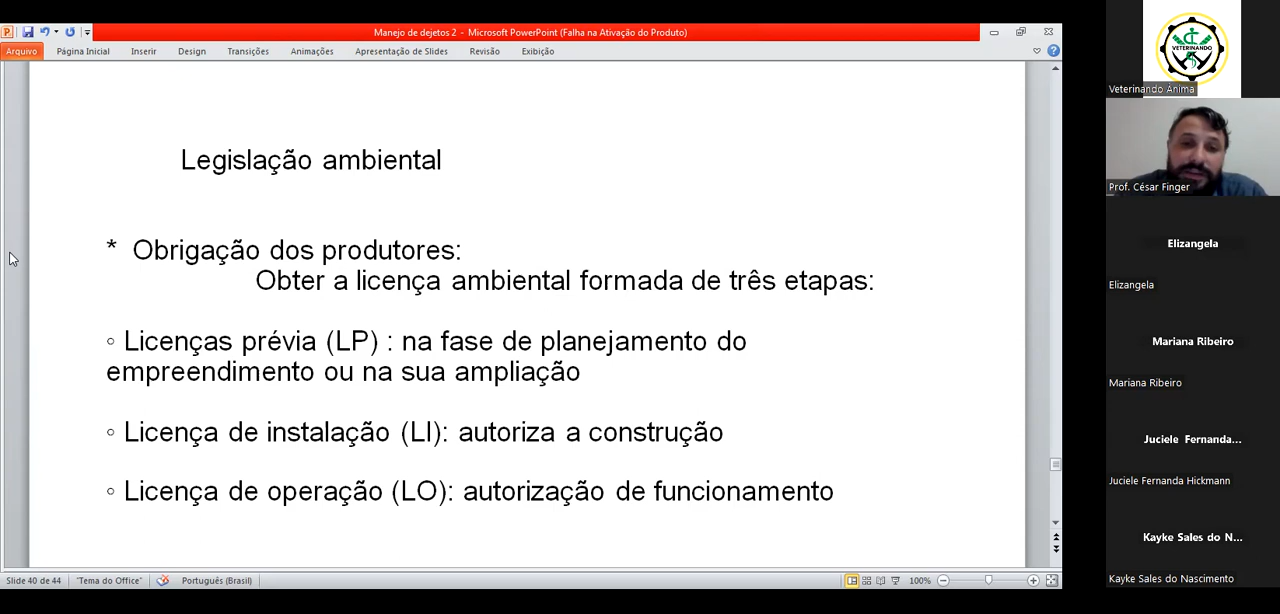 Manejo de dejetos 2 - Microsoft PowerPoint (Falha na Ativação do Produto)
Arquivo Página Inicial Inserir Design Transições Animações Apresentação de Slides Revisão Exibição
Legislação ambiental
* Obrigação dos produtores:
Obter a licença ambiental formada de três etapas:
◦ Licenças prévia (LP) : na fase de planejamento do
empreendimento ou na sua ampliação
◦ Licença de instalação (LI): autoriza a construção
◦ Licença de operação (LO): autorização de funcionamento
Slide 40 de 44 "Tema do Office" Português (Brasil) 100%
VETERINANDO
Veterinando Ânima
Prof. César Finger
Elizangela
Elizangela
Mariana Ribeiro
Mariana Ribeiro
Juciele Fernanda...
Juciele Fernanda Hickmann
Kayke Sales do N...
Kayke Sales do Nascimento